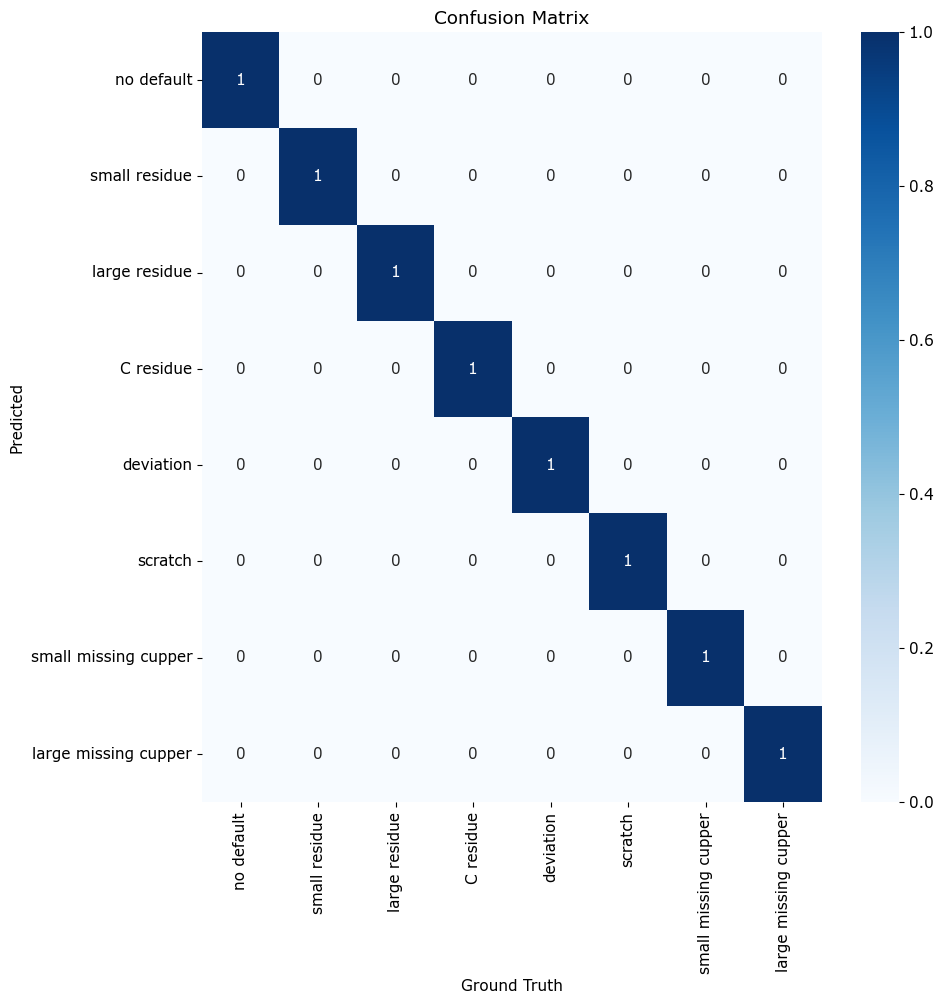 Confusion Matrix
no default 1 0 0 0 0 0 0 0
small residue 0 1 0 0 0 0 0 0
large residue 0 0 1 0 0 0 0 0
C residue 0 0 0 1 0 0 0 0
deviation 0 0 0 0 1 0 0 0
scratch 0 0 0 0 0 1 0 0
small missing cupper 0 0 0 0 0 0 1 0
large missing cupper 0 0 0 0 0 0 0 1
Predicted
no default
small residue
large residue
C residue
deviation
scratch
small missing cupper
large missing cupper
Ground Truth
1.0
0.8
0.6
0.4
0.2
0.0